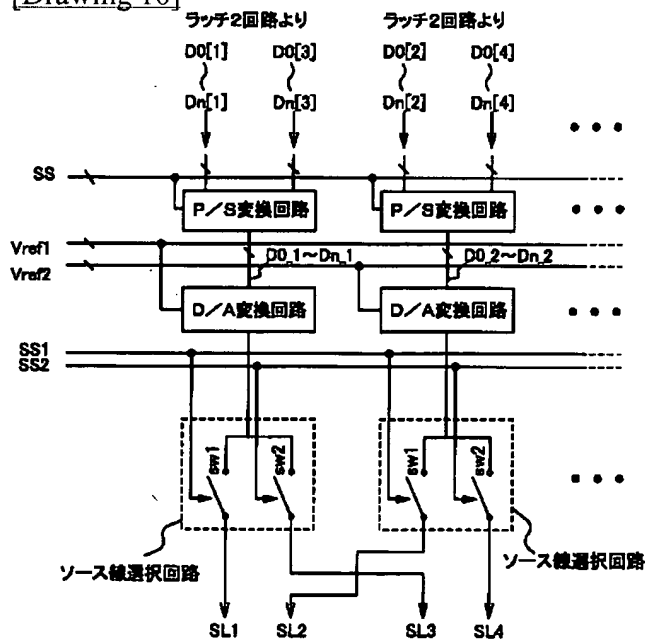 [Drawing 10]
ラッチ2回路より ラッチ2回路より
D0[1] D0[3] D0[2] D0[4]
Dn[1] Dn[3] Dn[2] Dn[4]
SS
P/S変換回路 P/S変換回路
Vref1
D0_1~Dn_1 D0_2~Dn_2
Vref2
D/A変換回路 D/A変換回路
SS1
SS2
sw1 sw2 sw1 sw2
ソース線選択回路 ソース線選択回路
SL1 SL2 SL3 SL4